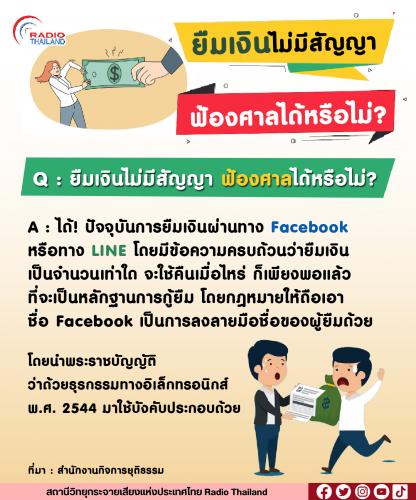 RADIO
THAILAND
ยืมเงินไม่มีสัญญา
ฟ้องศาลได้หรือไม่?
Q : ยืมเงินไม่มีสัญญา ฟ้องศาลได้หรือไม่?
A : ได้! ปัจจุบันการยืมเงินผ่านทาง Facebook
หรือทาง LINE โดยมีข้อความครบถ้วนว่ายืมเงิน
เป็นจำนวนเท่าใด จะใช้คืนเมื่อไหร่ ก็เพียงพอแล้ว
ที่จะเป็นหลักฐานการกู้ยืม โดยกฎหมายให้ถือเอา
ชื่อ Facebook เป็นการลงลายมือชื่อของผู้ยืมด้วย
โดยนำพระราชบัญญัติ
ว่าด้วยธุรกรรมทางอิเล็กทรอนิกส์
พ.ศ. 2544 มาใช้บังคับประกอบด้วย
ที่มา : สำนักงานกิจการยุติธรรม
สถานีวิทยุกระจายเสียงแห่งประเทศไทย Radio Thailand